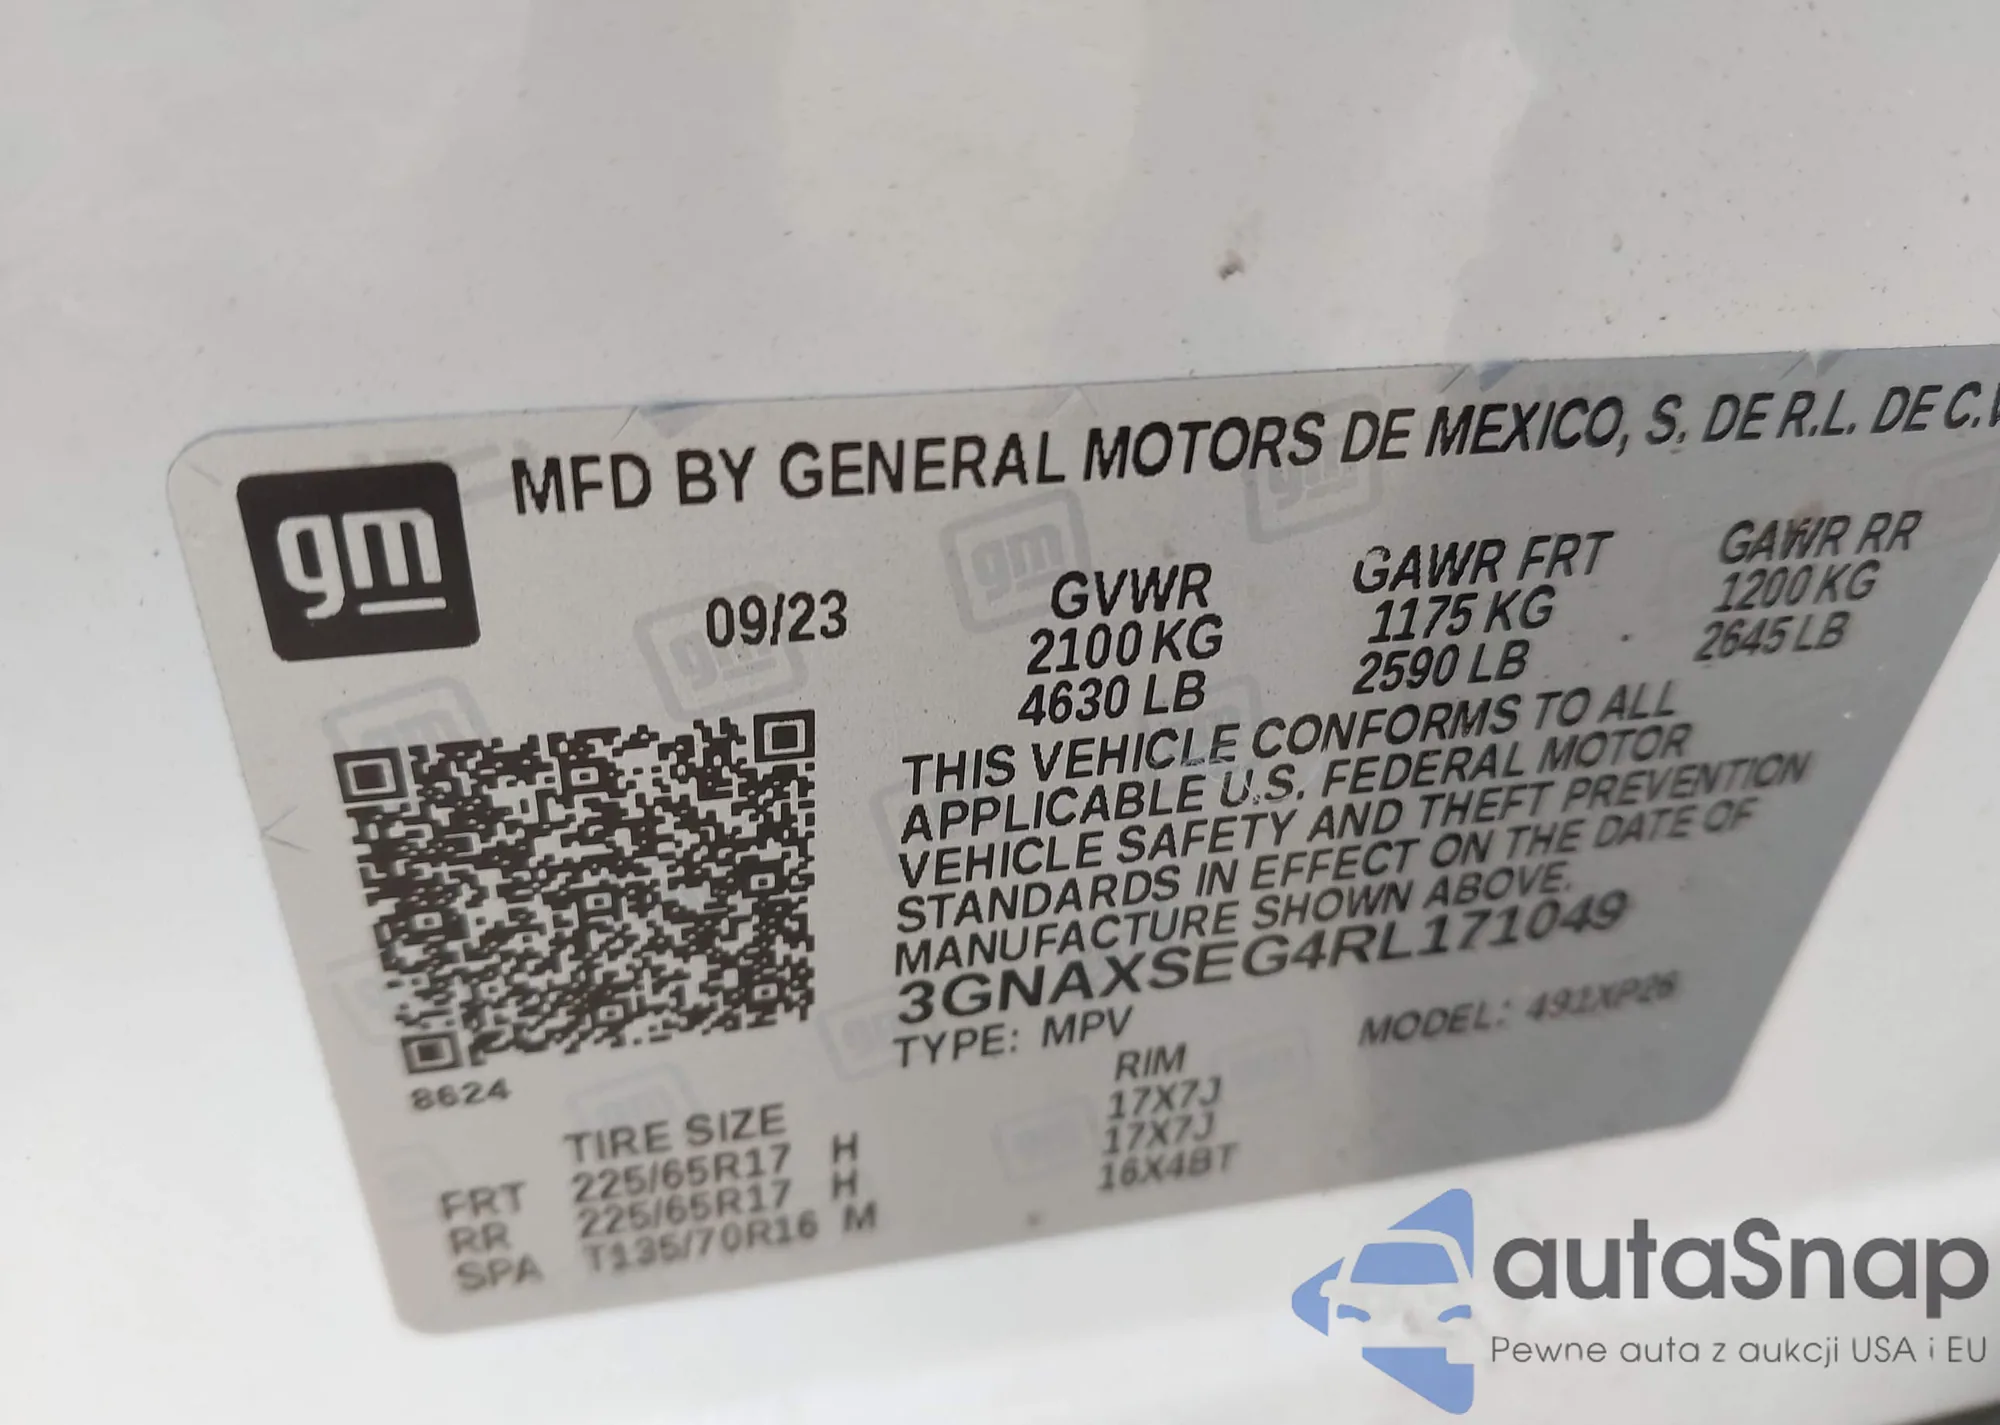 gm
MFD BY GENERAL MOTORS DE MEXICO, S. DE R.L. DE C.V
09/23
GVWR
2100 KG
4630 LB
GAWR FRT
1175 KG
2590 LB
GAWR RR
1200 KG
2645 LB
THIS VEHICLE CONFORMS TO ALL
APPLICABLE U.S. FEDERAL MOTOR
VEHICLE SAFETY AND THEFT PREVENTION
STANDARDS IN EFFECT ON THE DATE OF
MANUFACTURE SHOWN ABOVE.
3GNAXSEG4RL171049
TYPE: MPV
MODEL: 491XP26
8624
TIRE SIZE
RIM
FRT 225/65R17 H 17X7J
RR 225/65R17 H 17X7J
SPA T135/70R16 M 16X4BT
autaSnap
Pewne auta z aukcji USA i EU